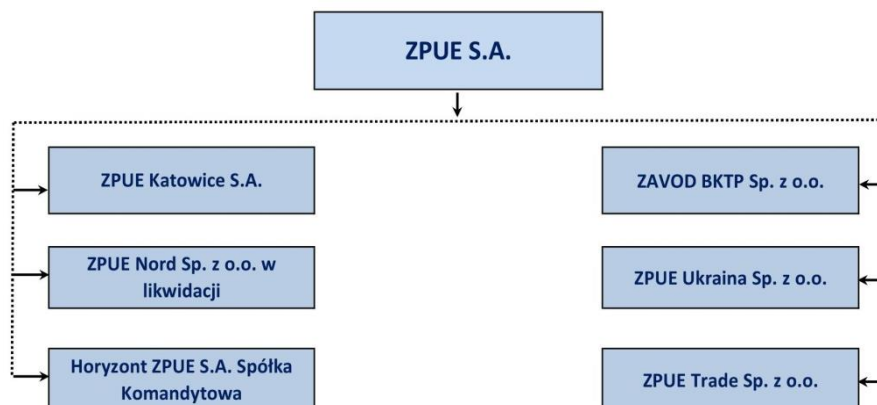 ZPUE S.A.
ZPUE Katowice S.A.
ZAVOD BKTP Sp. z o.o.
ZPUE Nord Sp. z o.o. w
likwidacji
ZPUE Ukraina Sp. z o.o.
Horyzont ZPUE S.A. Spółka
Komandytowa
ZPUE Trade Sp. z o.o.